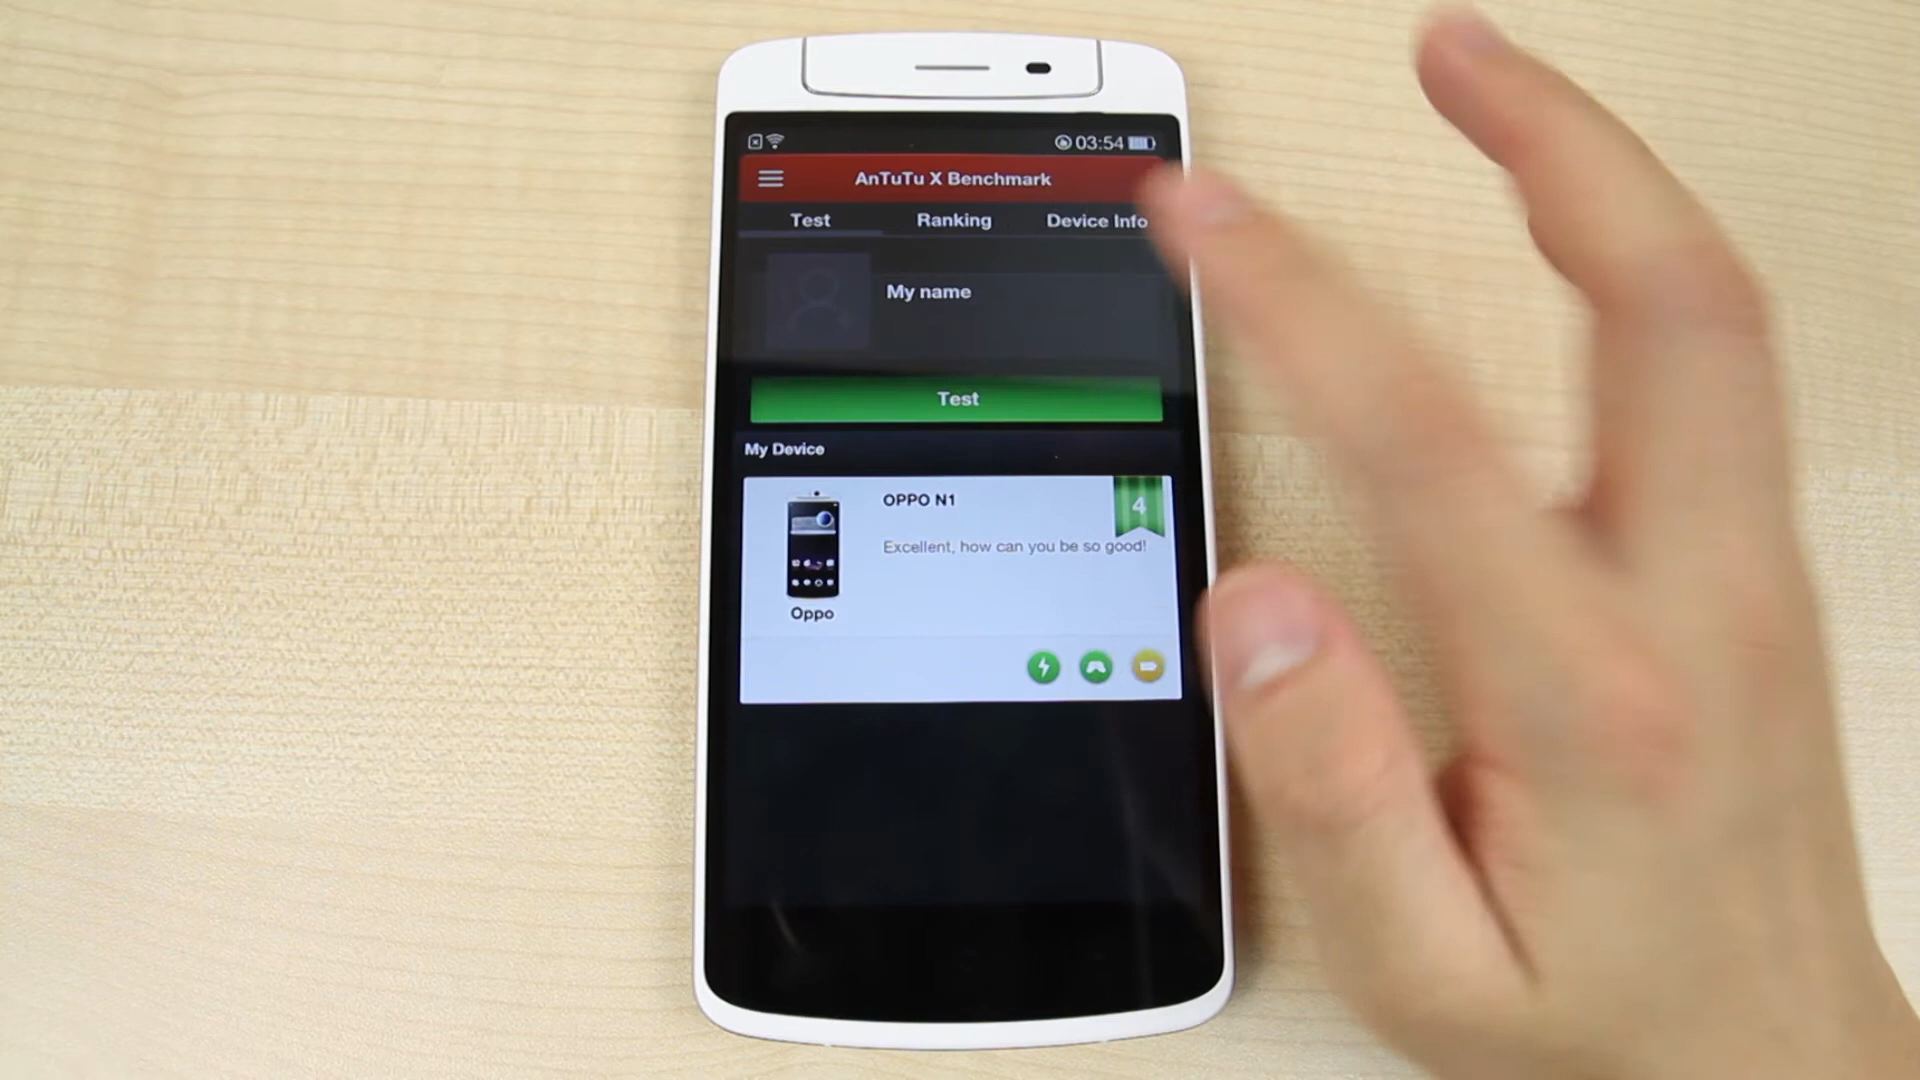 03:54
AnTuTu X Benchmark
Test Ranking Device Info
My name
Test
My Device
OPPO N1
4
Excellent, how can you be so good!
Oppo